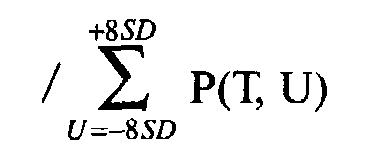 +8SD
/ ∑ P(T, U)
U=-8SD